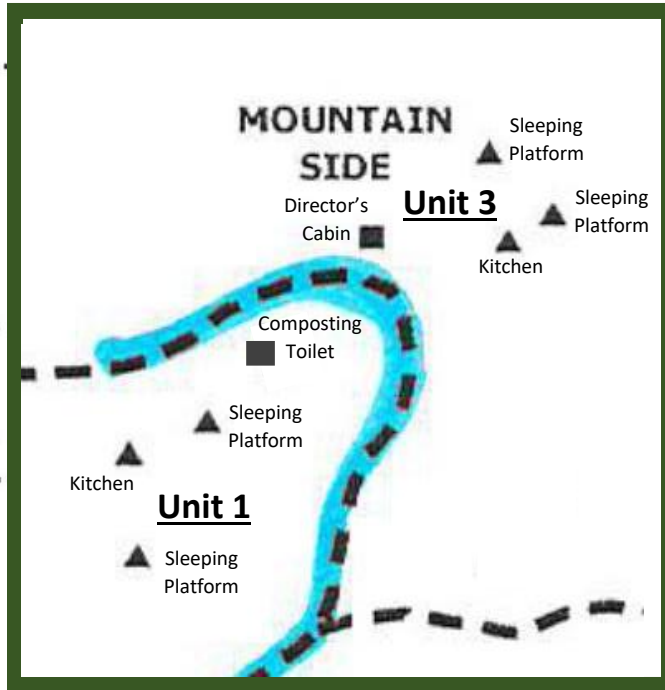 MOUNTAIN
SIDE
Sleeping
Platform
Director's
Cabin
Unit 3
Sleeping
Platform
Kitchen
Composting
Toilet
Sleeping
Platform
Kitchen
Unit 1
Sleeping
Platform